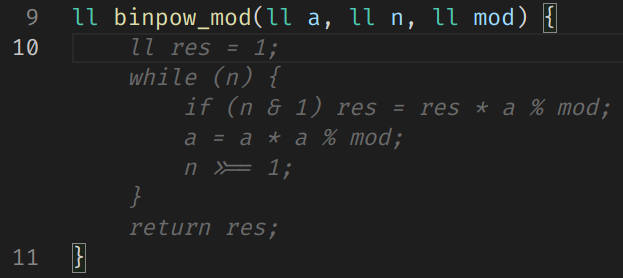 9 ll binpow_mod(ll a, ll n, ll mod) {
10 ll res = 1;
while (n) {
if (n & 1) res = res * a % mod;
a = a * a % mod;
n >>= 1;
}
return res;
11 }